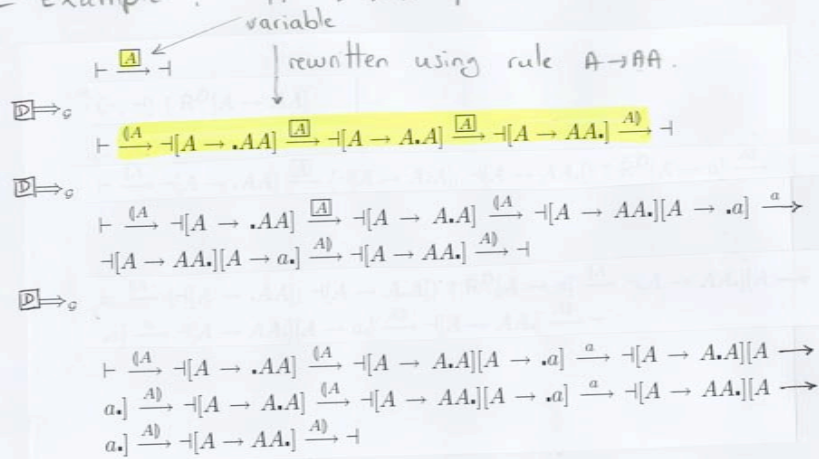 Example :
variable
⊢ —A→ ⊣
rewritten using rule A→AA.
D ⟹G
⊢ —⦅A→ ⊣[A → .AA] —A→ ⊣[A → A.A] —A→ ⊣[A → AA.] —A⦆→ ⊣
D ⟹G
⊢ —⦅A→ ⊣[A → .AA] —A→ ⊣[A → A.A] —⦅A→ ⊣[A → AA.][A → .a] —a→
⊣[A → AA.][A → a.] —A⦆→ ⊣[A → AA.] —A⦆→ ⊣
D ⟹G
⊢ —⦅A→ ⊣[A → .AA] —⦅A→ ⊣[A → A.A][A → .a] —a→ ⊣[A → A.A][A →
a.] —A⦆→ ⊣[A → A.A] —⦅A→ ⊣[A → AA.][A → .a] —a→ ⊣[A → AA.][A →
a.] —A⦆→ ⊣[A → AA.] —A⦆→ ⊣